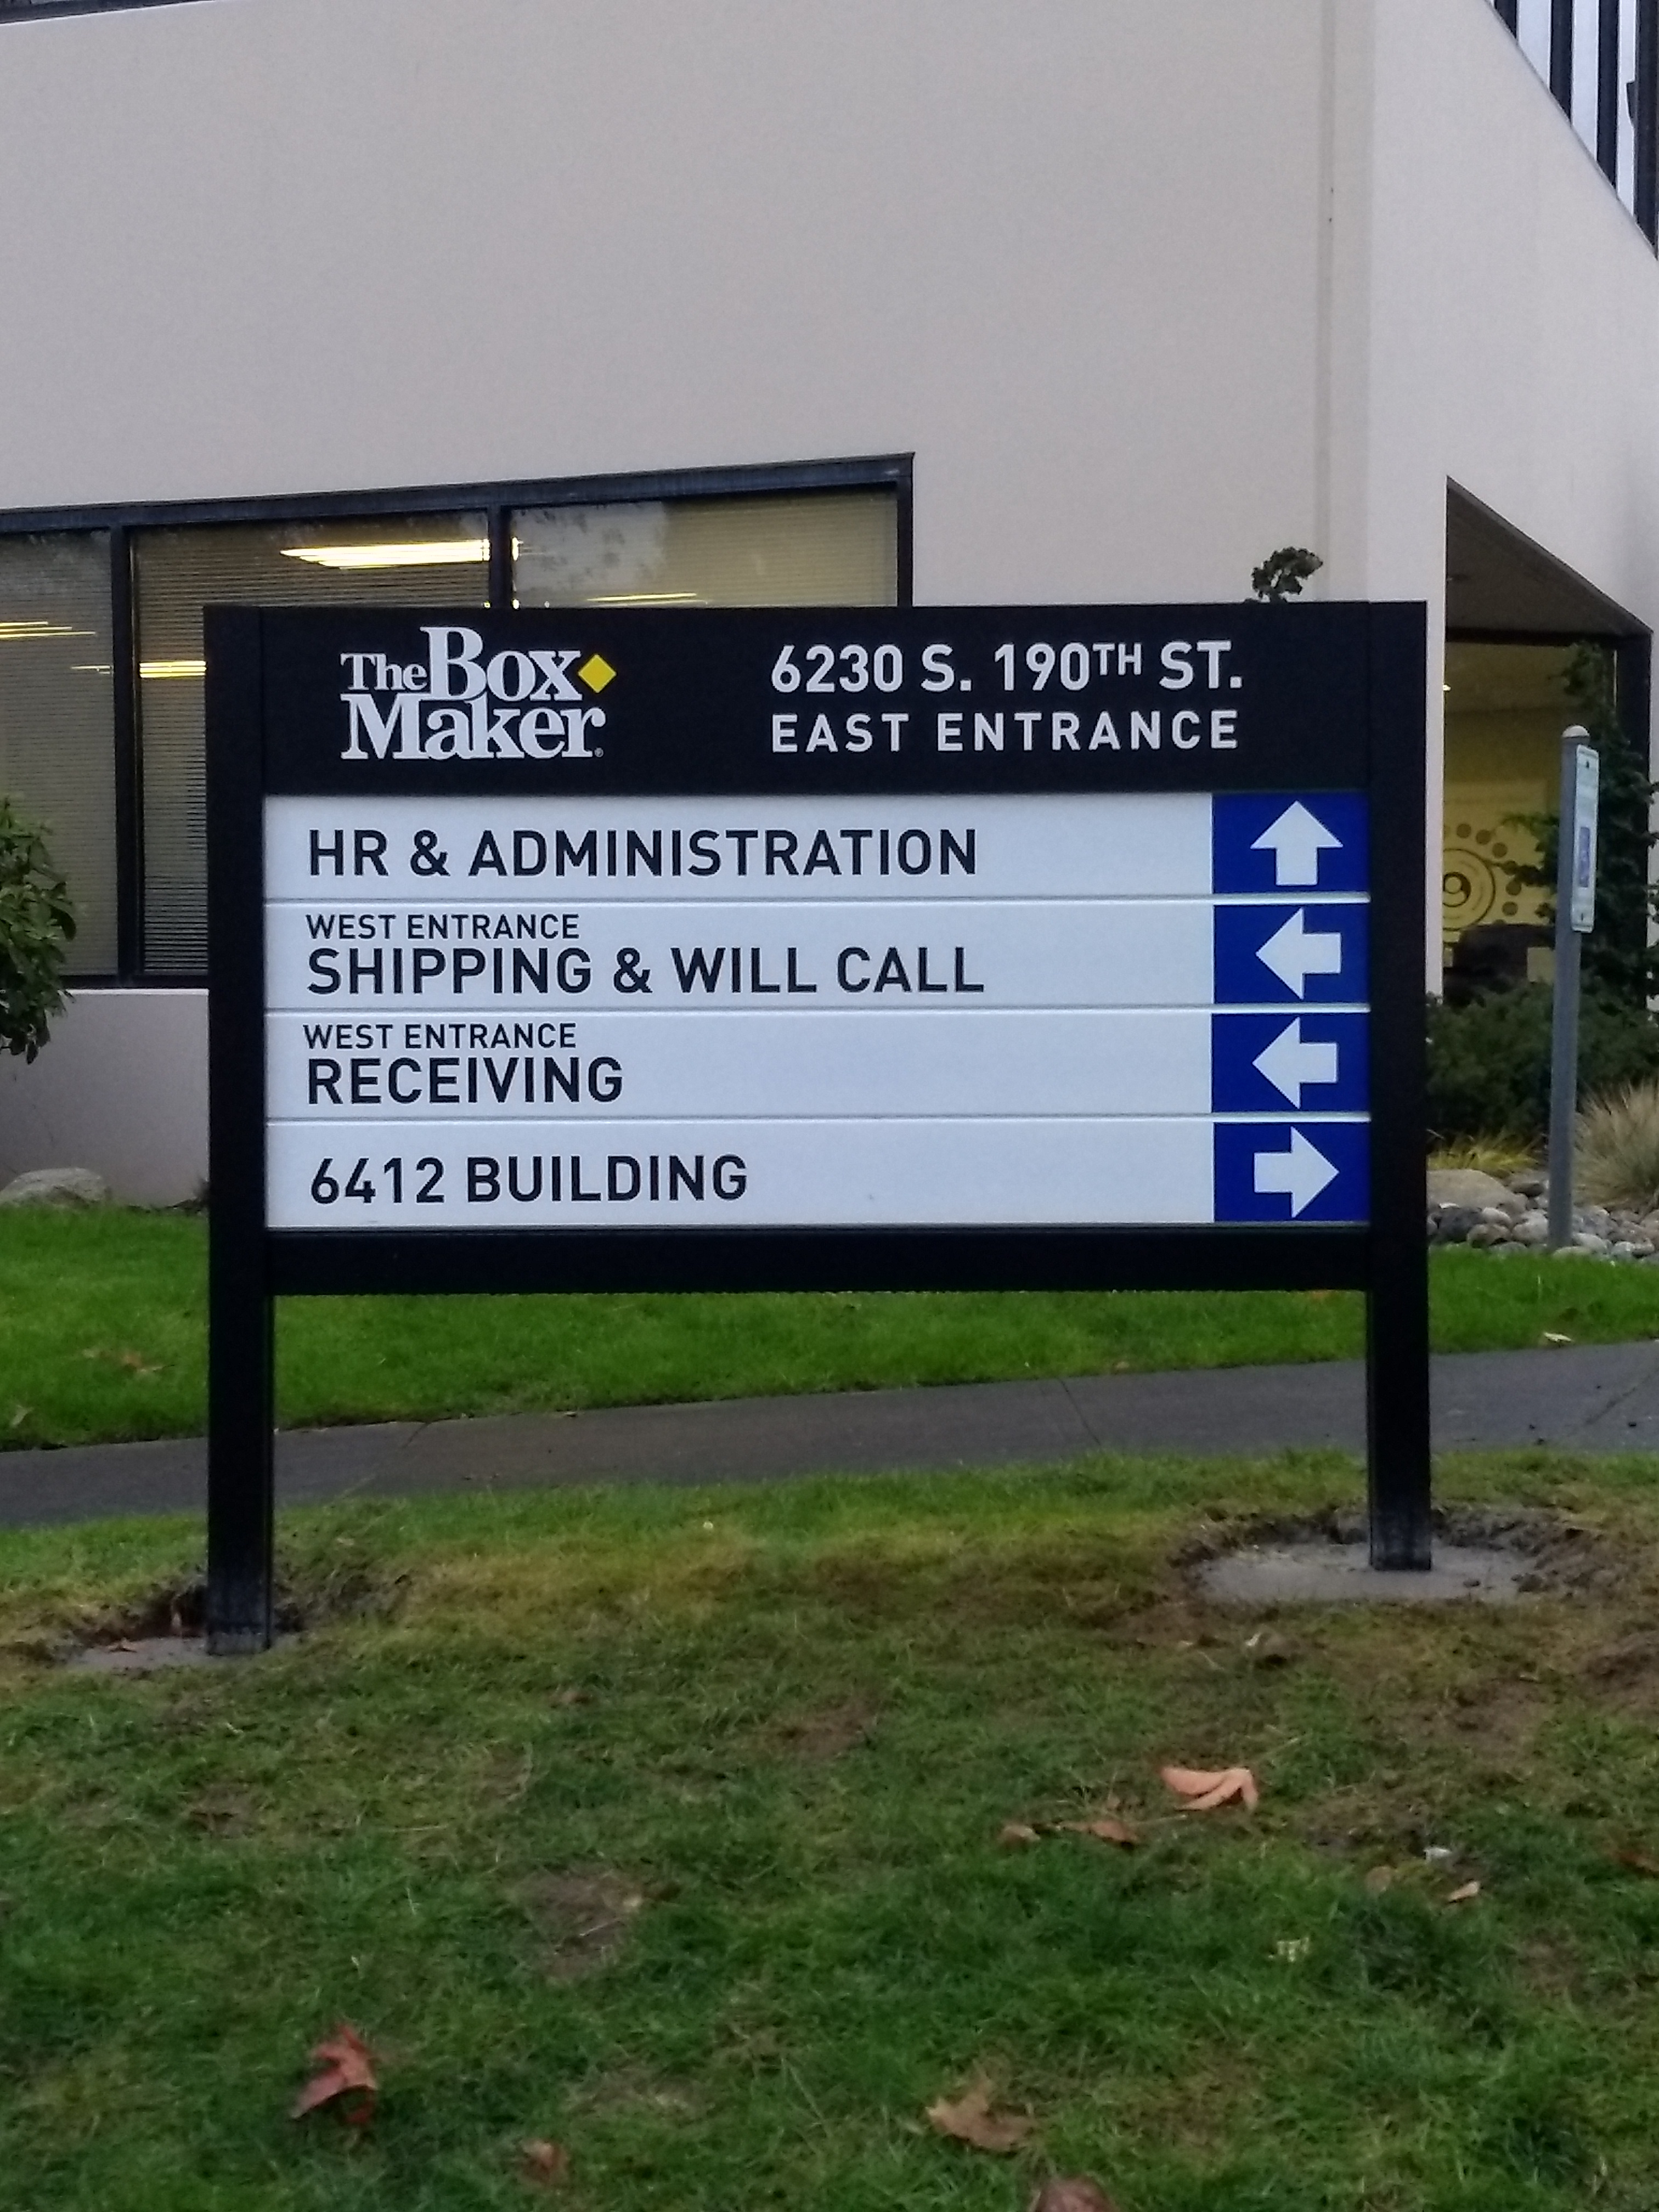 The Box
Maker®
6230 S. 190TH ST.
EAST ENTRANCE
HR & ADMINISTRATION
WEST ENTRANCE
SHIPPING & WILL CALL
WEST ENTRANCE
RECEIVING
6412 BUILDING